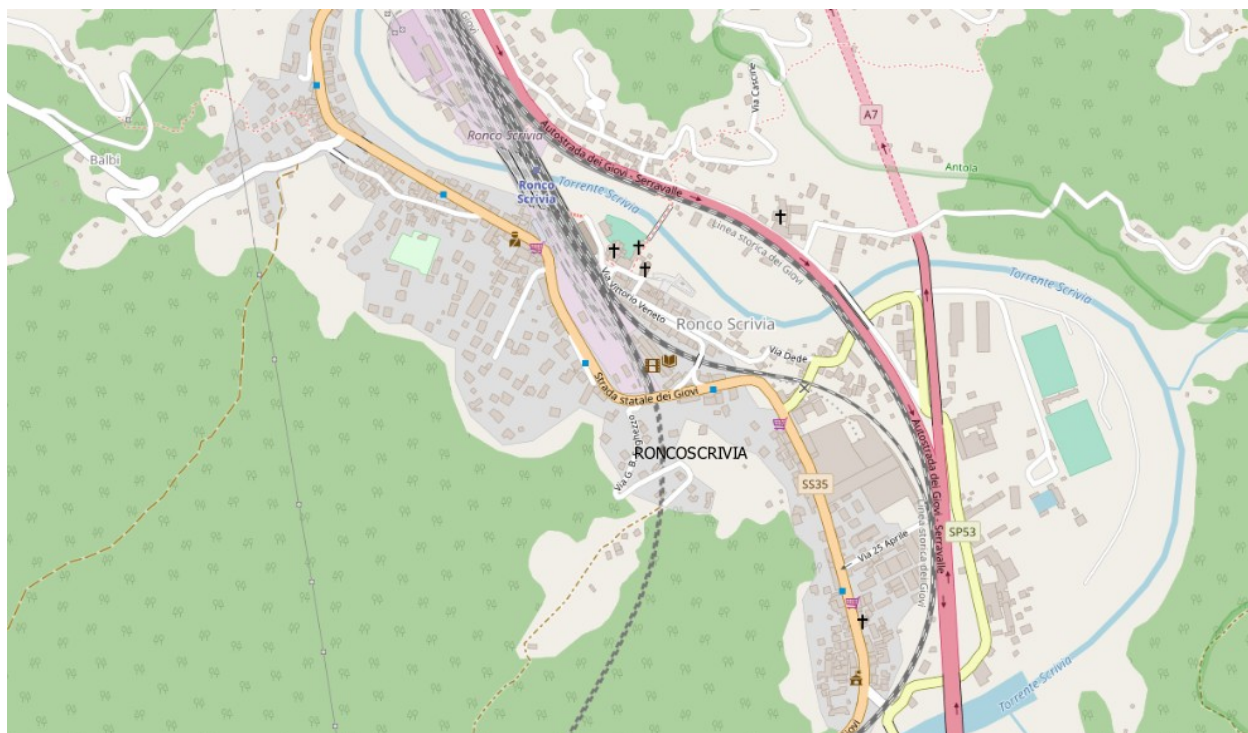 Giovi
Autostrada dei Giovi - Serravalle
Via Cascine
A7
Balbi
Ronco Scrivia
Antola
Ronco
Scrivia
Torrente Scrivia
Linea storica dei Giovi
Torrente Scrivia
Via Vittorio Veneto
Ronco Scrivia
Via Dede
Strada statale dei Giovi
Autostrada dei Giovi - Serravalle
RONCOSCRIVIA
SS35
Linea storica dei Giovi
SP53
Via 25 Aprile
Torrente Scrivia
Giovi